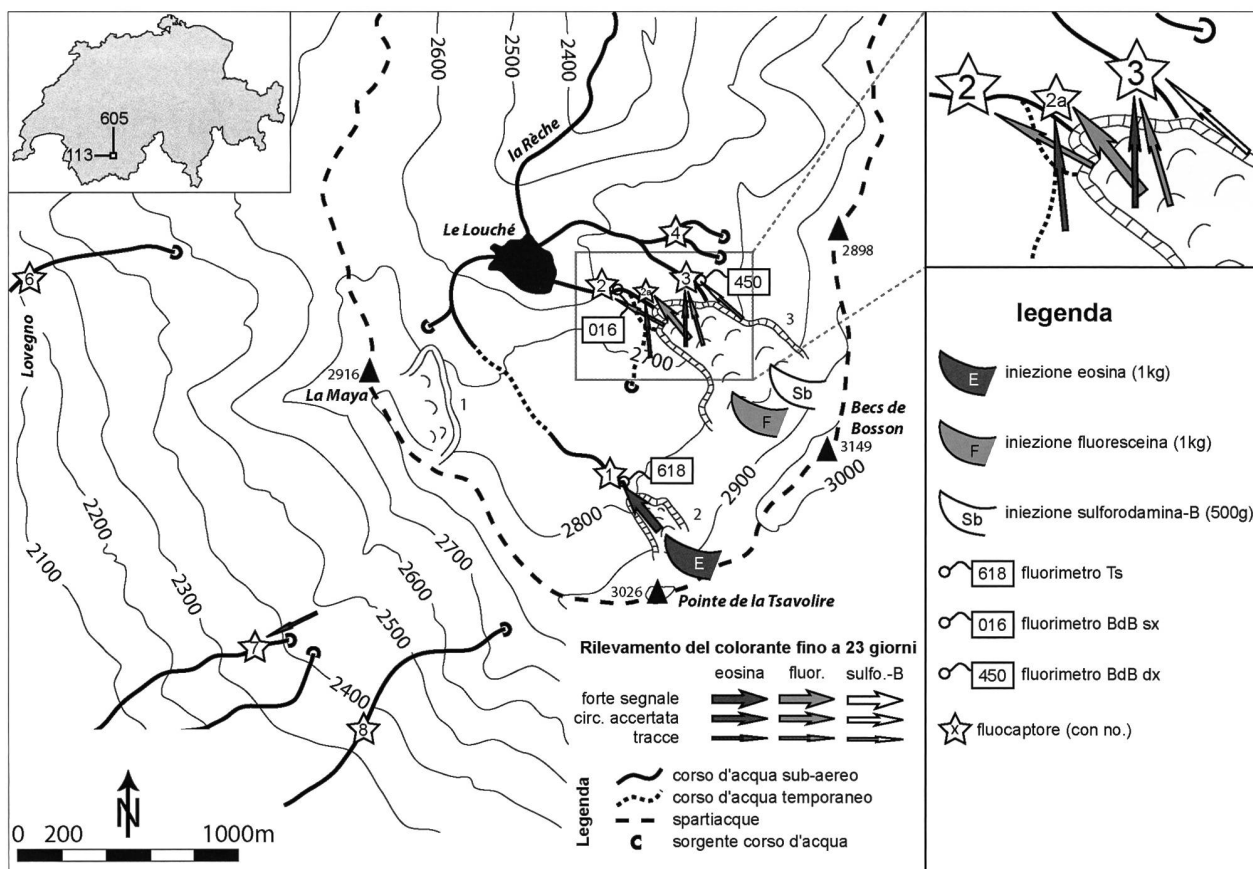 605
113
2600
2500
2400
la Rèche
Le Louché
4
2898
6
2
2a
3
450
016
2700
3
Lovegno
2916
La Maya
1
Sb
F
Becs de
Bosson
3149
3000
2900
1
618
2800
2
E
3026
Pointe de la Tsavolire
2700
2600
2500
2400
2300
2200
2100
7
8
N
0 200 1000m
Rilevamento del colorante fino a 23 giorni
eosina fluor. sulfo.-B
forte segnale
circ. accertata
tracce
Legenda
corso d'acqua sub-aereo
corso d'acqua temporaneo
spartiacque
sorgente corso d'acqua
2
2a
3
legenda
E iniezione eosina (1kg)
F iniezione fluoresceina (1kg)
Sb iniezione sulforodamina-B (500g)
618 fluorimetro Ts
016 fluorimetro BdB sx
450 fluorimetro BdB dx
x fluocaptore (con no.)